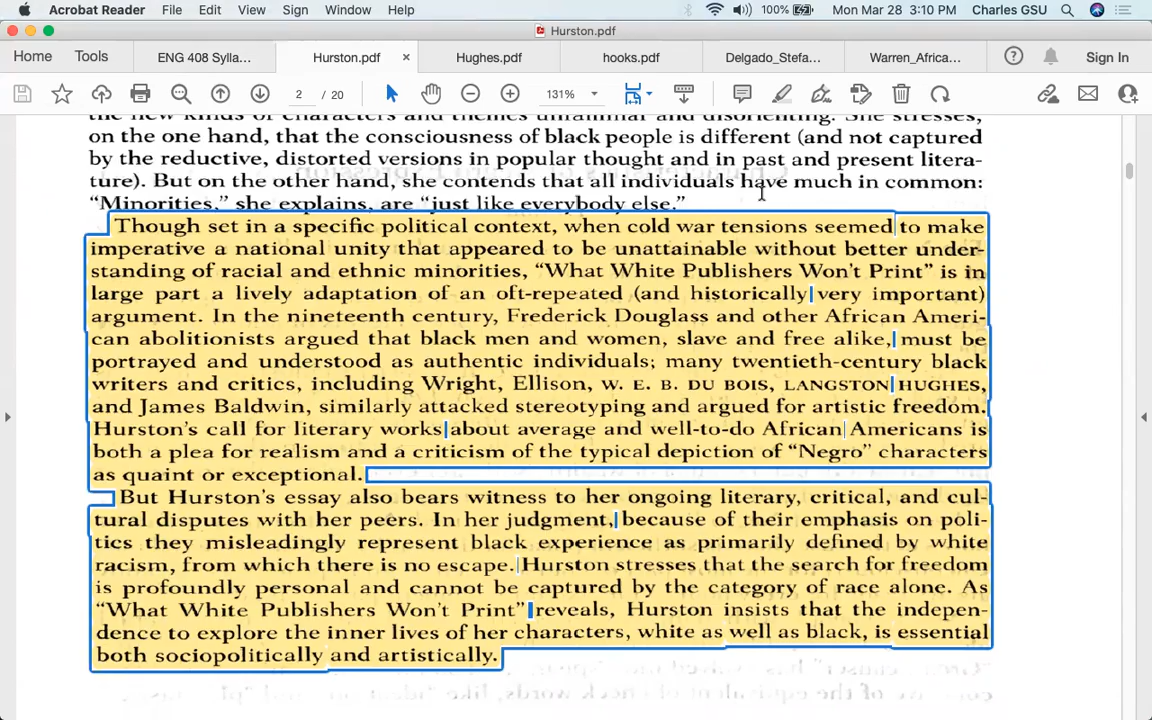 Acrobat Reader File Edit View Sign Window Help 100% Mon Mar 28 3:10 PM Charles GSU
Hurston.pdf
Home Tools ENG 408 Sylla... Hurston.pdf × Hughes.pdf hooks.pdf Delgado_Stefa... Warren_Africa... Sign In
2 / 20 131%
the new kinds of characters and themes unfamiliar and disorienting. She stresses,
on the one hand, that the consciousness of black people is different (and not captured
by the reductive, distorted versions in popular thought and in past and present litera-
ture). But on the other hand, she contends that all individuals have much in common:
“Minorities,” she explains, are “just like everybody else.”
Though set in a specific political context, when cold war tensions seemed to make
imperative a national unity that appeared to be unattainable without better under-
standing of racial and ethnic minorities, “What White Publishers Won’t Print” is in
large part a lively adaptation of an oft-repeated (and historically very important)
argument. In the nineteenth century, Frederick Douglass and other African Ameri-
can abolitionists argued that black men and women, slave and free alike, must be
portrayed and understood as authentic individuals; many twentieth-century black
writers and critics, including Wright, Ellison, W. E. B. DU BOIS, LANGSTON HUGHES,
and James Baldwin, similarly attacked stereotyping and argued for artistic freedom.
Hurston’s call for literary works about average and well-to-do African Americans is
both a plea for realism and a criticism of the typical depiction of “Negro” characters
as quaint or exceptional.
But Hurston’s essay also bears witness to her ongoing literary, critical, and cul-
tural disputes with her peers. In her judgment, because of their emphasis on poli-
tics they misleadingly represent black experience as primarily defined by white
racism, from which there is no escape. Hurston stresses that the search for freedom
is profoundly personal and cannot be captured by the category of race alone. As
“What White Publishers Won’t Print” reveals, Hurston insists that the indepen-
dence to explore the inner lives of her characters, white as well as black, is essential
both sociopolitically and artistically.